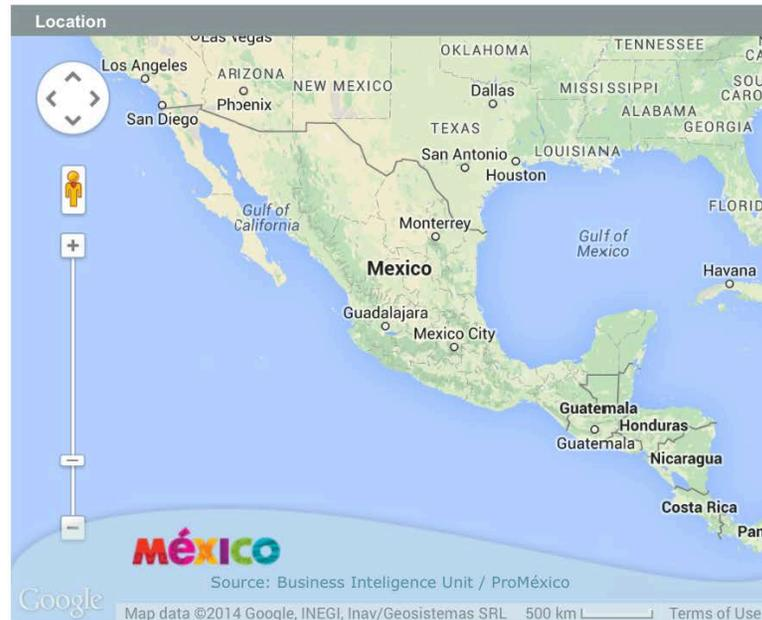 Location
Las Vegas
OKLAHOMA
TENNESSEE
Los Angeles
ARIZONA
NEW MEXICO
Dallas
MISSISSIPPI
Phoenix
San Diego
ALABAMA
TEXAS
GEORGIA
San Antonio
LOUISIANA
Houston
Gulf of
California
Monterrey
FLORID
Gulf of
Mexico
Mexico
Havana
Guadalajara
Mexico City
Guatemala
Honduras
Guatemala
Nicaragua
Costa Rica
Pan
méxico
Source: Business Inteligence Unit / ProMéxico
Google
Map data ©2014 Google, INEGI, Inav/Geosistemas SRL 500 km Terms of Use